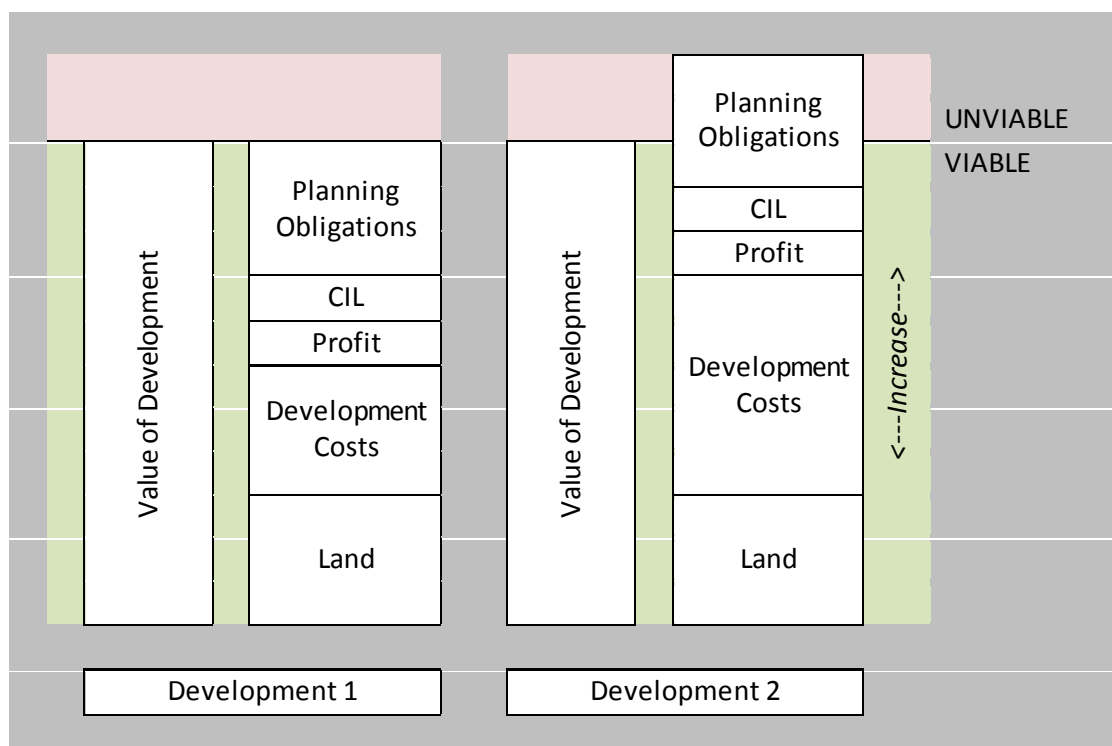 Value of Development
Planning
Obligations
CIL
Profit
Development
Costs
Land
Development 1
Value of Development
Planning
Obligations
CIL
Profit
Development
Costs
Land
Development 2
UNVIABLE
VIABLE
<---Increase--->